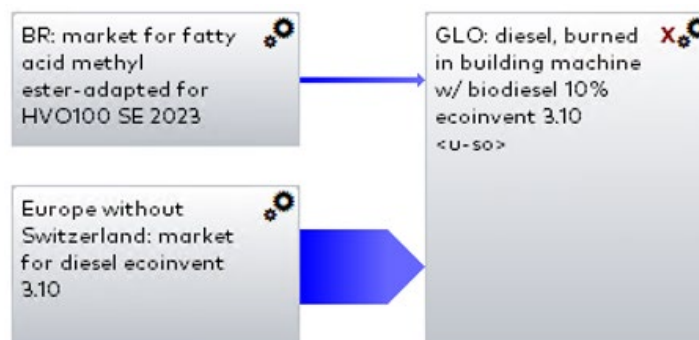 BR: market for fatty
acid methyl
ester-adapted for
HVO100 SE 2023
GLO: diesel, burned
in building machine
w/ biodiesel 10%
ecoinvent 3.10
<u-so>
X
Europe without
Switzerland: market
for diesel ecoinvent
3.10